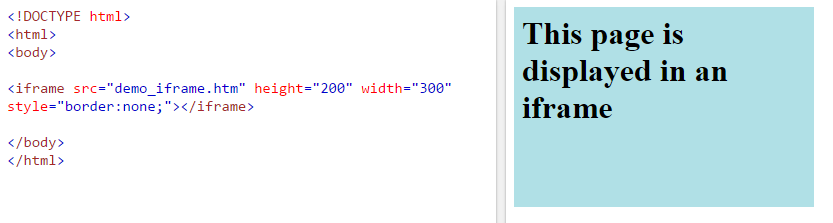 <!DOCTYPE html>
<html>
<body>
<iframe src="demo_iframe.htm" height="200" width="300"
style="border:none;"></iframe>
</body>
</html>
This page is
displayed in an
iframe